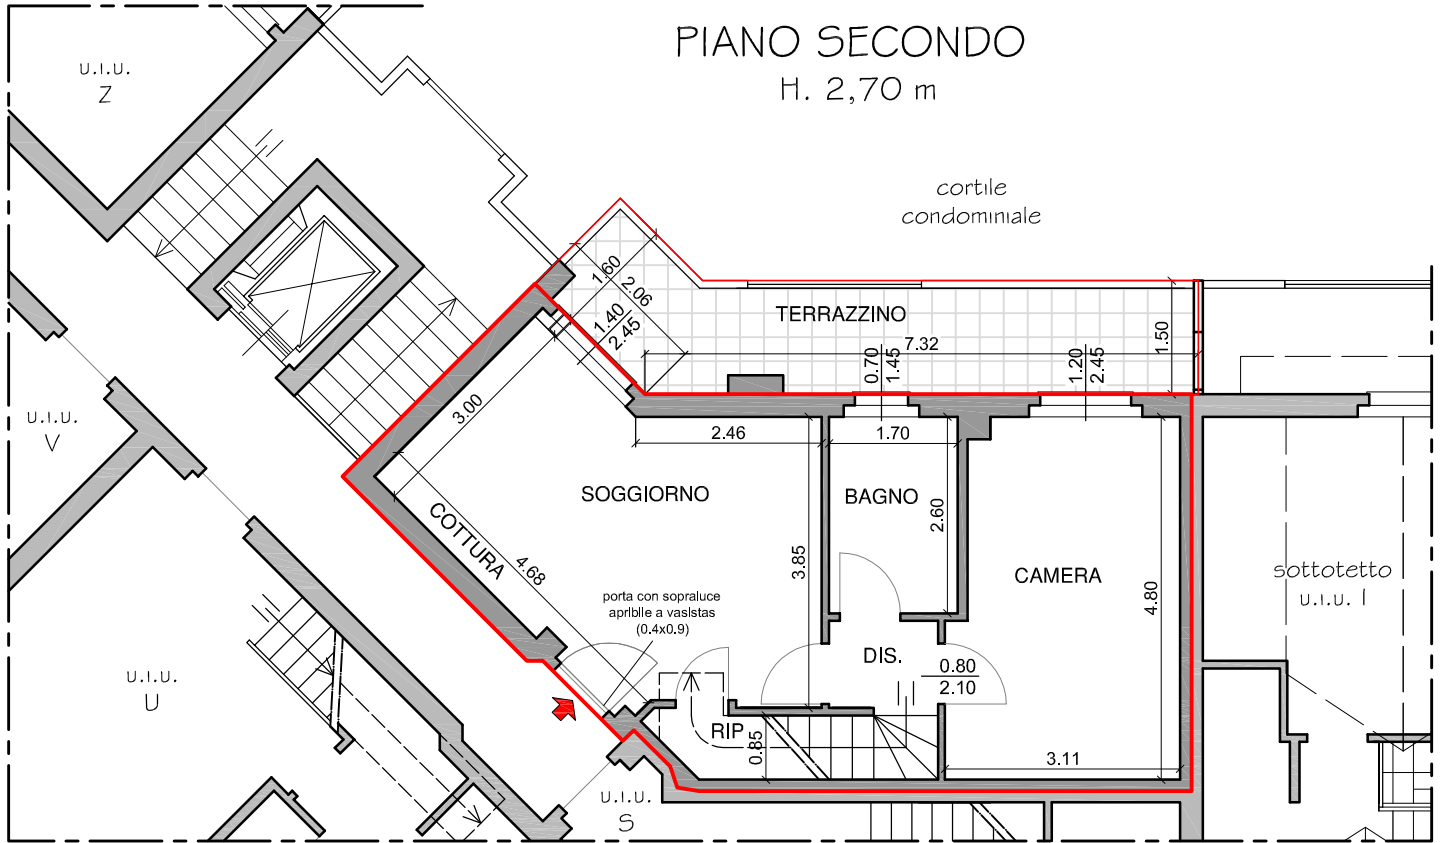 PIANO SECONDO
H. 2,70 m
u.i.u.
Z
cortile
condominiale
1.60
2.06
1.40
2.45
TERRAZZINO
7.32
1.50
0.70
1.45
1.20
2.45
3.00
u.i.u.
V
2.46
1.70
SOGGIORNO
BAGNO
2.60
COTTURA
4.68
3.85
CAMERA
4.80
sottotetto
u.i.u. I
porta con sopraluce
apribile a vasistas
(0.4x0.9)
DIS.
0.80
2.10
u.i.u.
U
RIP
0.85
3.11
u.i.u.
S